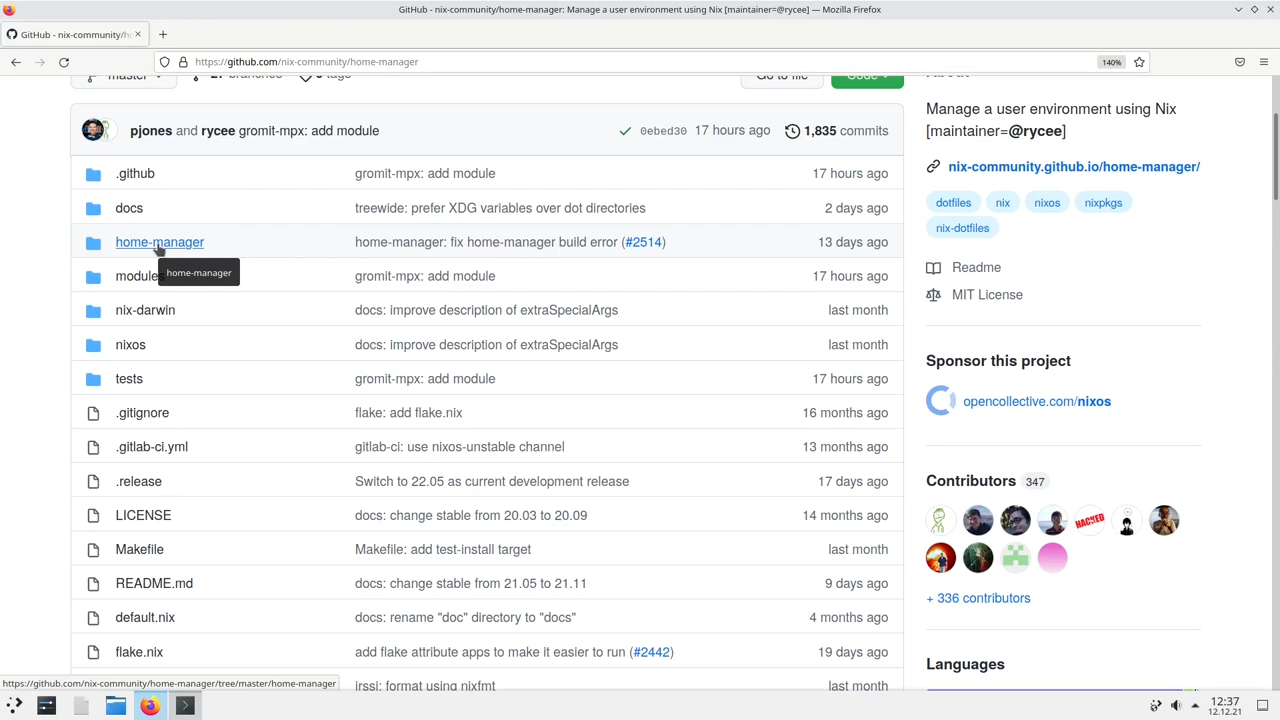 GitHub - nix-community/home-manager: Manage a user environment using Nix [maintainer=@rycee] — Mozilla Firefox
GitHub - nix-community/h
https://github.com/nix-community/home-manager
140%
master
27 branches
tags
Go to file
Code
About
pjones and rycee gromit-mpx: add module
0ebed30 17 hours ago
1,835 commits
.github
gromit-mpx: add module
17 hours ago
docs
treewide: prefer XDG variables over dot directories
2 days ago
home-manager
home-manager: fix home-manager build error (#2514)
13 days ago
modules
gromit-mpx: add module
17 hours ago
home-manager
nix-darwin
docs: improve description of extraSpecialArgs
last month
nixos
docs: improve description of extraSpecialArgs
last month
tests
gromit-mpx: add module
17 hours ago
.gitignore
flake: add flake.nix
16 months ago
.gitlab-ci.yml
gitlab-ci: use nixos-unstable channel
13 months ago
.release
Switch to 22.05 as current development release
17 days ago
LICENSE
docs: change stable from 20.03 to 20.09
14 months ago
Makefile
Makefile: add test-install target
last month
README.md
docs: change stable from 21.05 to 21.11
9 days ago
default.nix
docs: rename "doc" directory to "docs"
4 months ago
flake.nix
add flake attribute apps to make it easier to run (#2442)
19 days ago
irssi: format using nixfmt
last month
Manage a user environment using Nix
[maintainer=@rycee]
nix-community.github.io/home-manager/
dotfiles
nix
nixos
nixpkgs
nix-dotfiles
Readme
MIT License
Sponsor this project
opencollective.com/nixos
Contributors 347
HACKED
+ 336 contributors
Languages
https://github.com/nix-community/home-manager/tree/master/home-manager
12:37
12.12.21